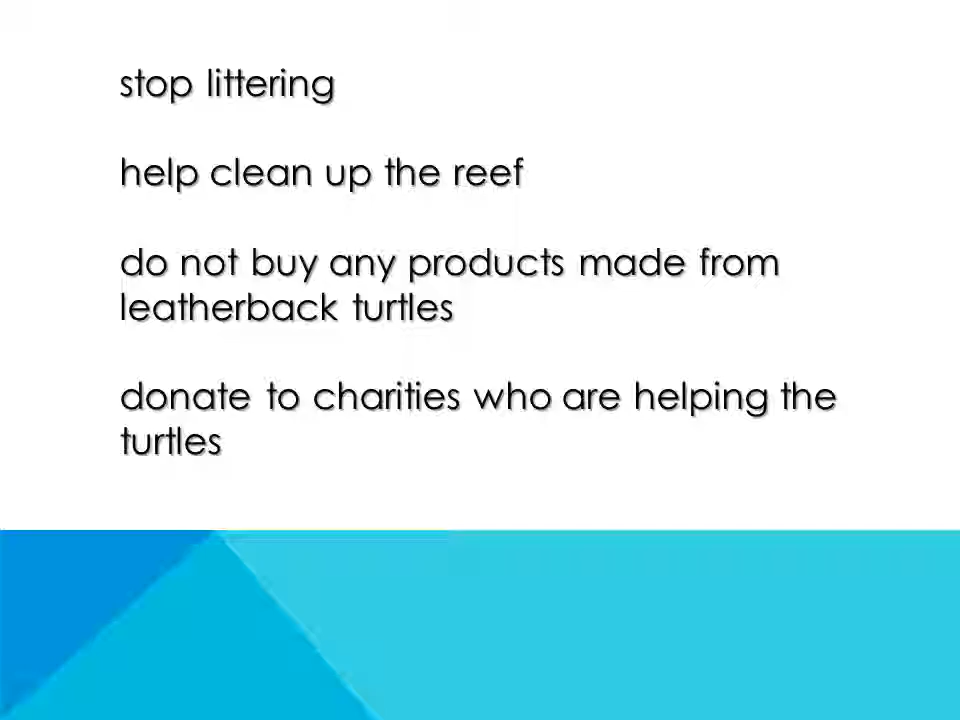 stop littering
help clean up the reef
do not buy any products made from
leatherback turtles
donate to charities who are helping the
turtles